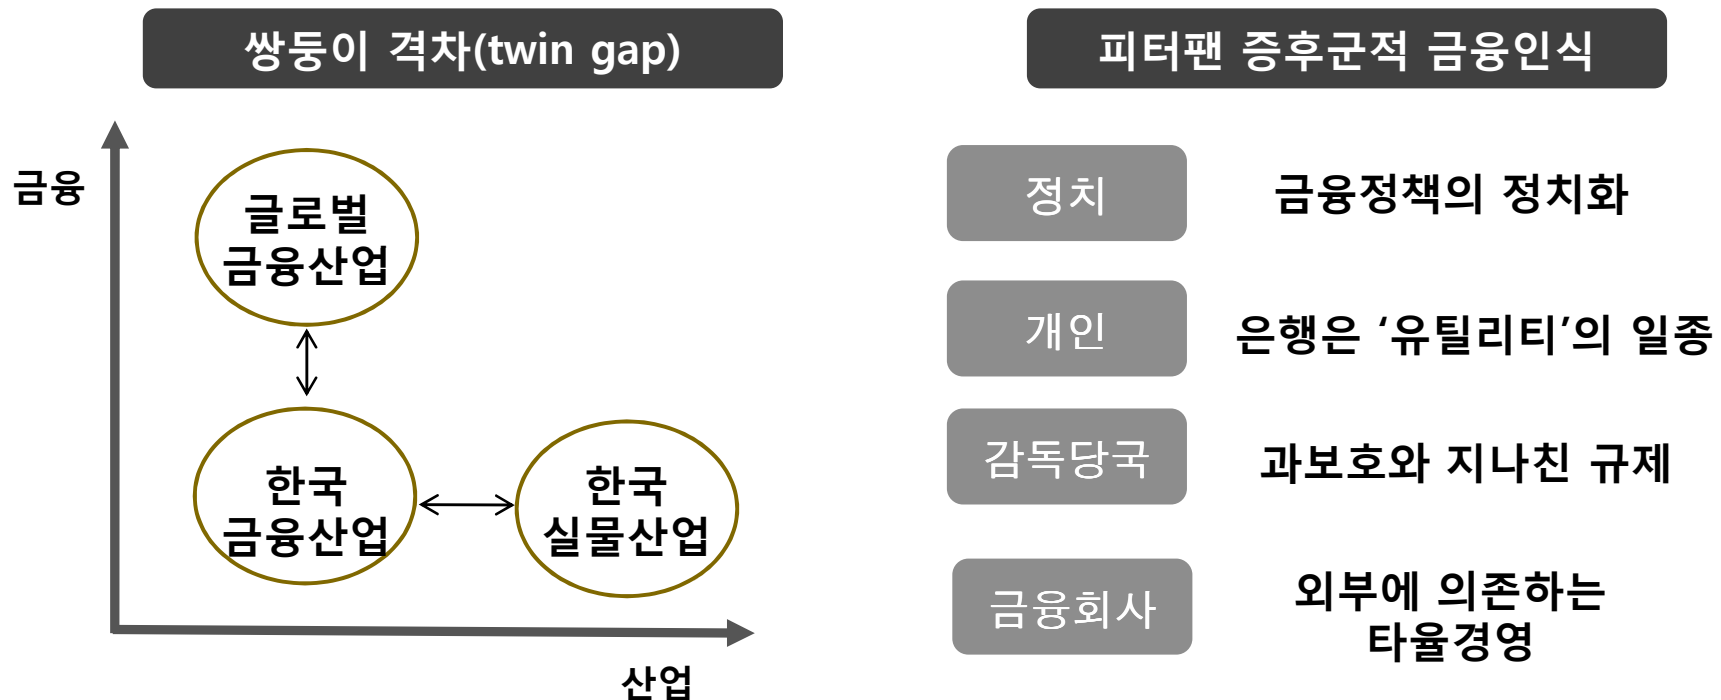 쌍둥이 격차(twin gap)
금융
글로벌
금융산업
한국
금융산업
한국
실물산업
산업
피터팬 증후군적 금융인식
정치
금융정책의 정치화
개인
은행은 ‘유틸리티’의 일종
감독당국
과보호와 지나친 규제
금융회사
외부에 의존하는
타율경영